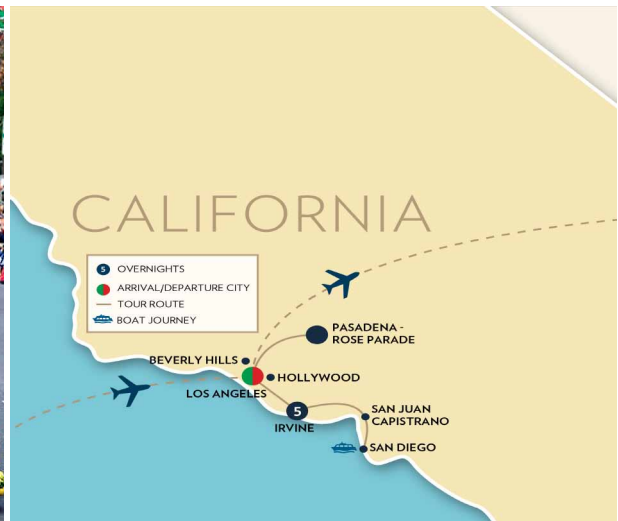 CALIFORNIA
5 OVERNIGHTS
ARRIVAL/DEPARTURE CITY
TOUR ROUTE
BOAT JOURNEY
PASADENA -
ROSE PARADE
BEVERLY HILLS
HOLLYWOOD
LOS ANGELES
5
IRVINE
SAN JUAN
CAPISTRANO
SAN DIEGO